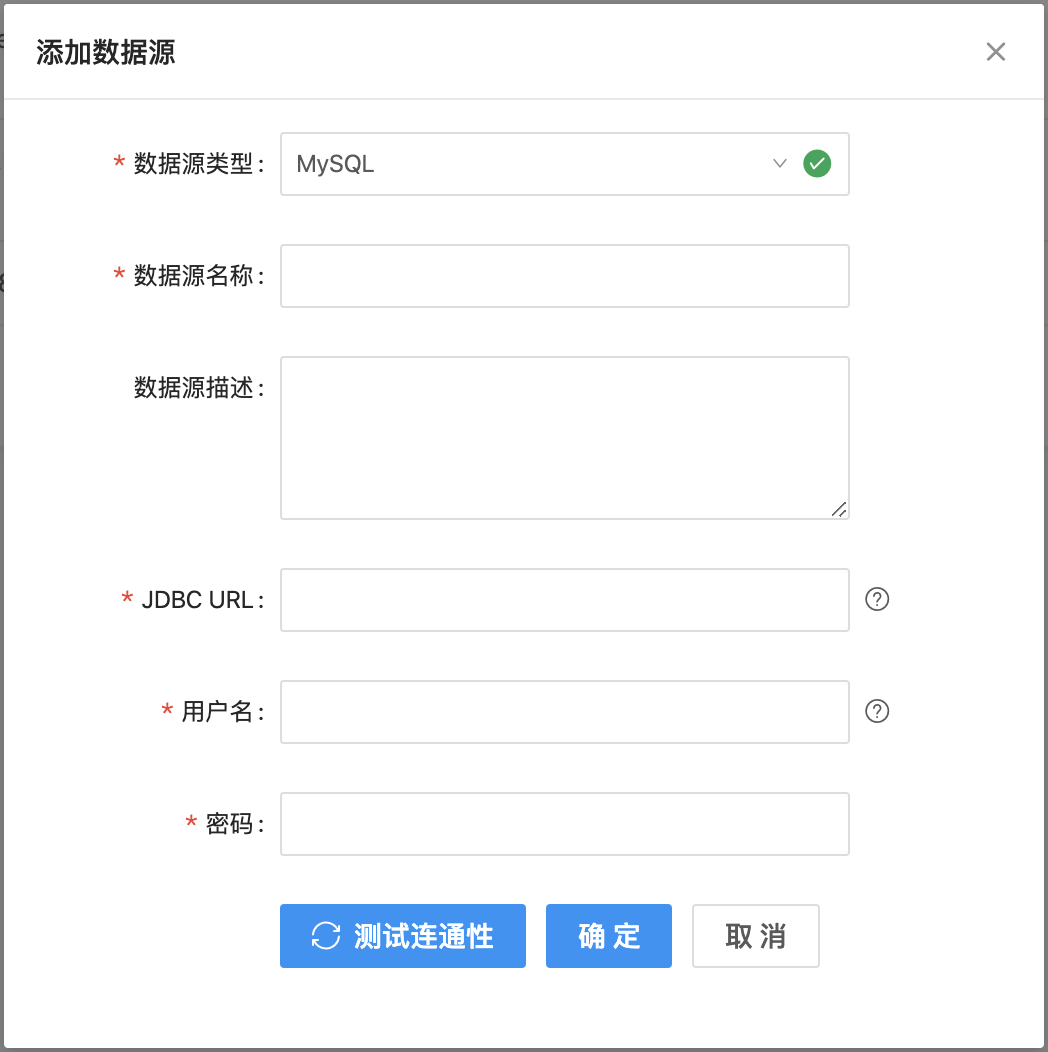 添加数据源
* 数据源类型 : MySQL
* 数据源名称 :
数据源描述 :
* JDBC URL :
* 用户名 :
* 密码 :
测试连通性 确 定 取 消